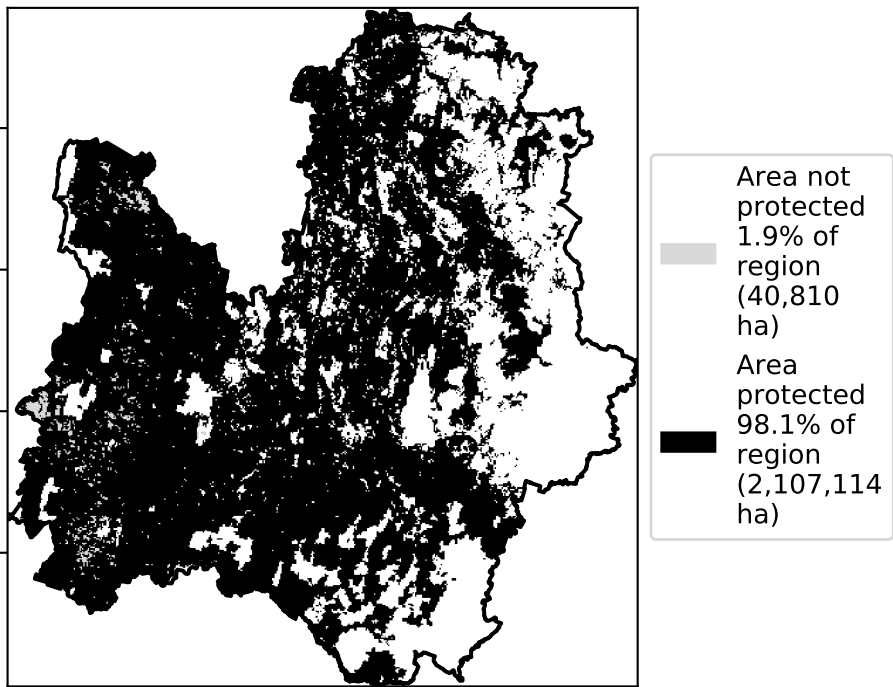 Area not
protected
1.9% of
region
(40,810
ha)
Area
protected
98.1% of
region
(2,107,114
ha)